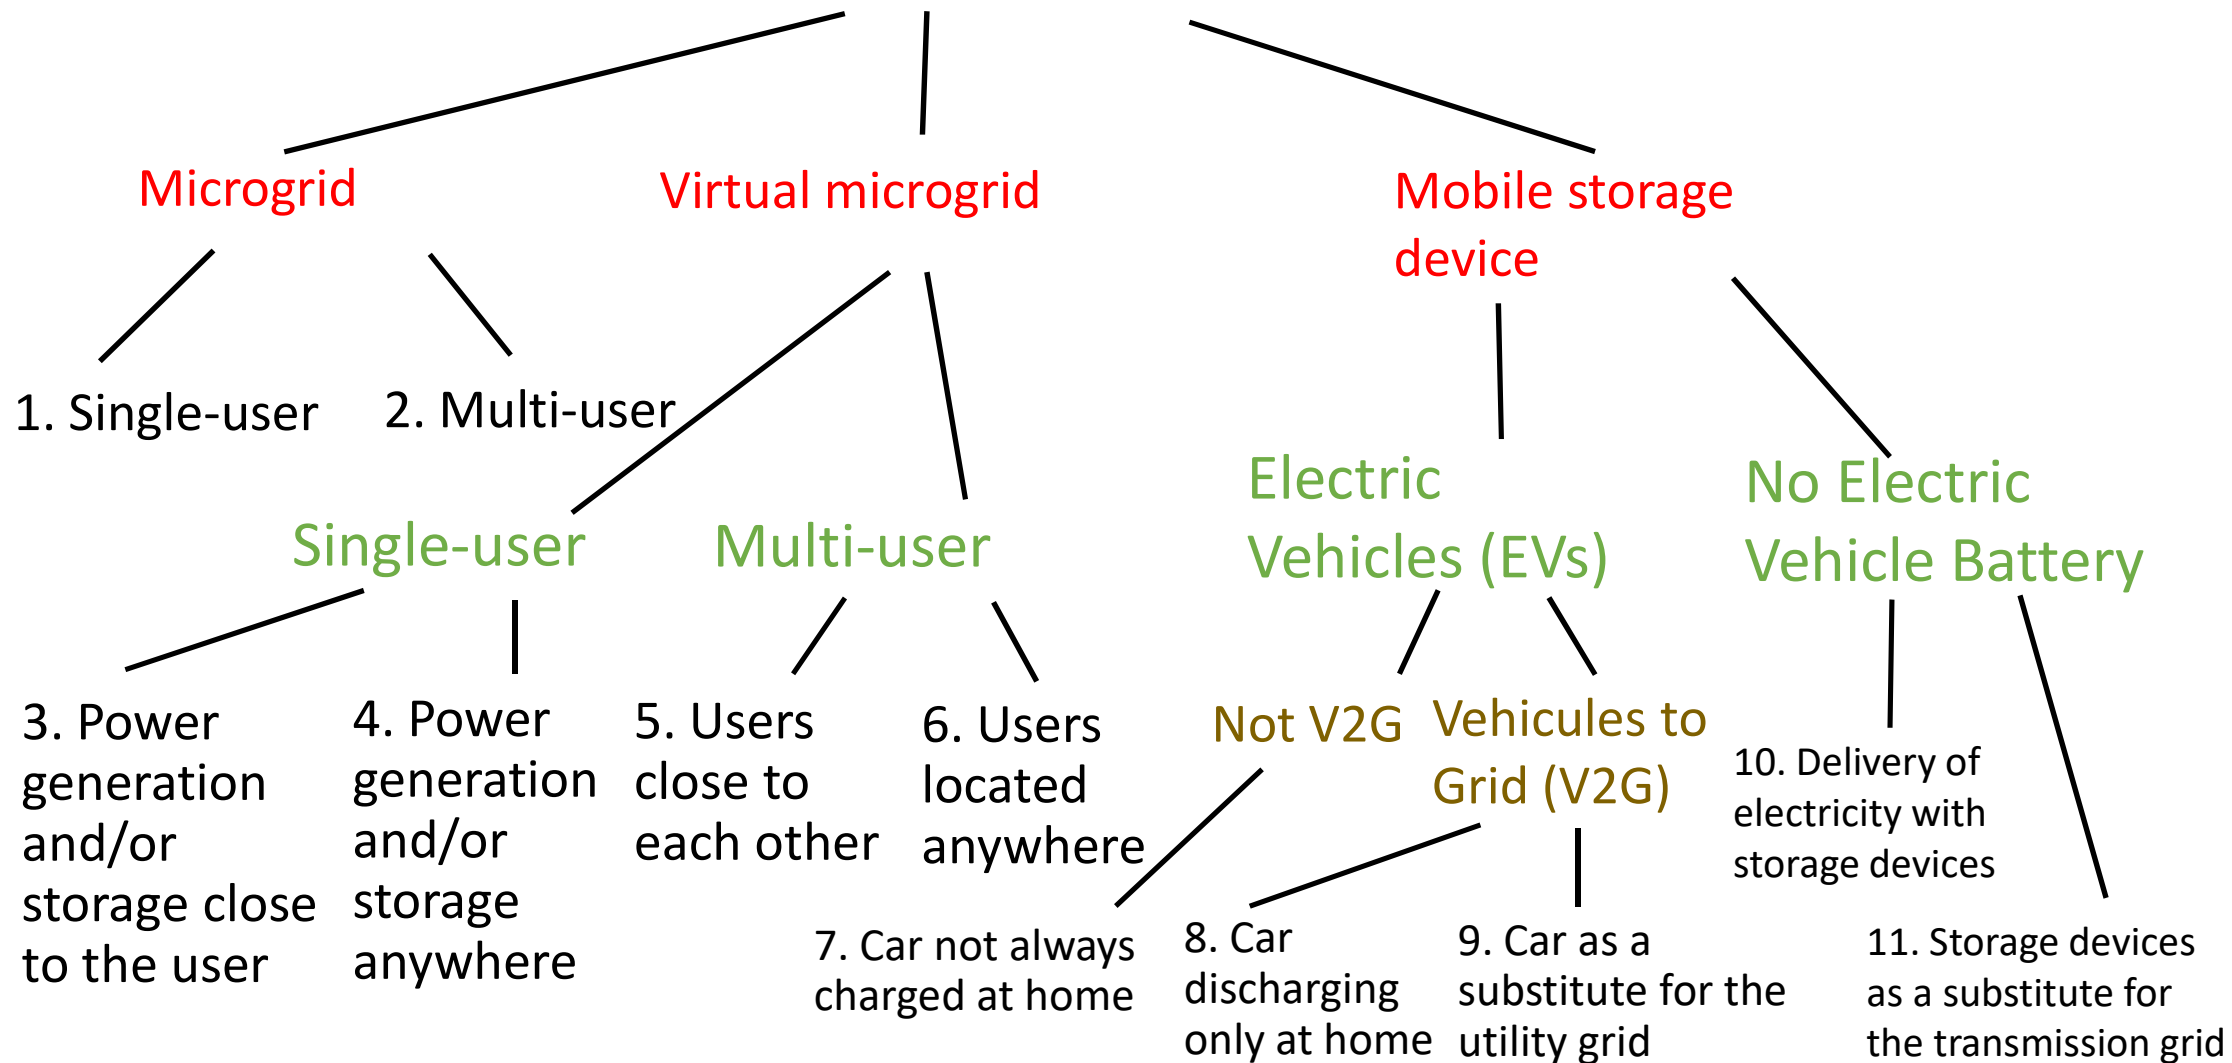 Microgrid
Virtual microgrid
Mobile storage
device
1. Single-user
2. Multi-user
Single-user
Multi-user
Electric
Vehicles (EVs)
No Electric
Vehicle Battery
3. Power
generation
and/or
storage close
to the user
4. Power
generation
and/or
storage
anywhere
5. Users
close to
each other
6. Users
located
anywhere
Not V2G
Vehicules to
Grid (V2G)
10. Delivery of
electricity with
storage devices
7. Car not always
charged at home
8. Car
discharging
only at home
9. Car as a
substitute for the
utility grid
11. Storage devices
as a substitute for
the transmission grid